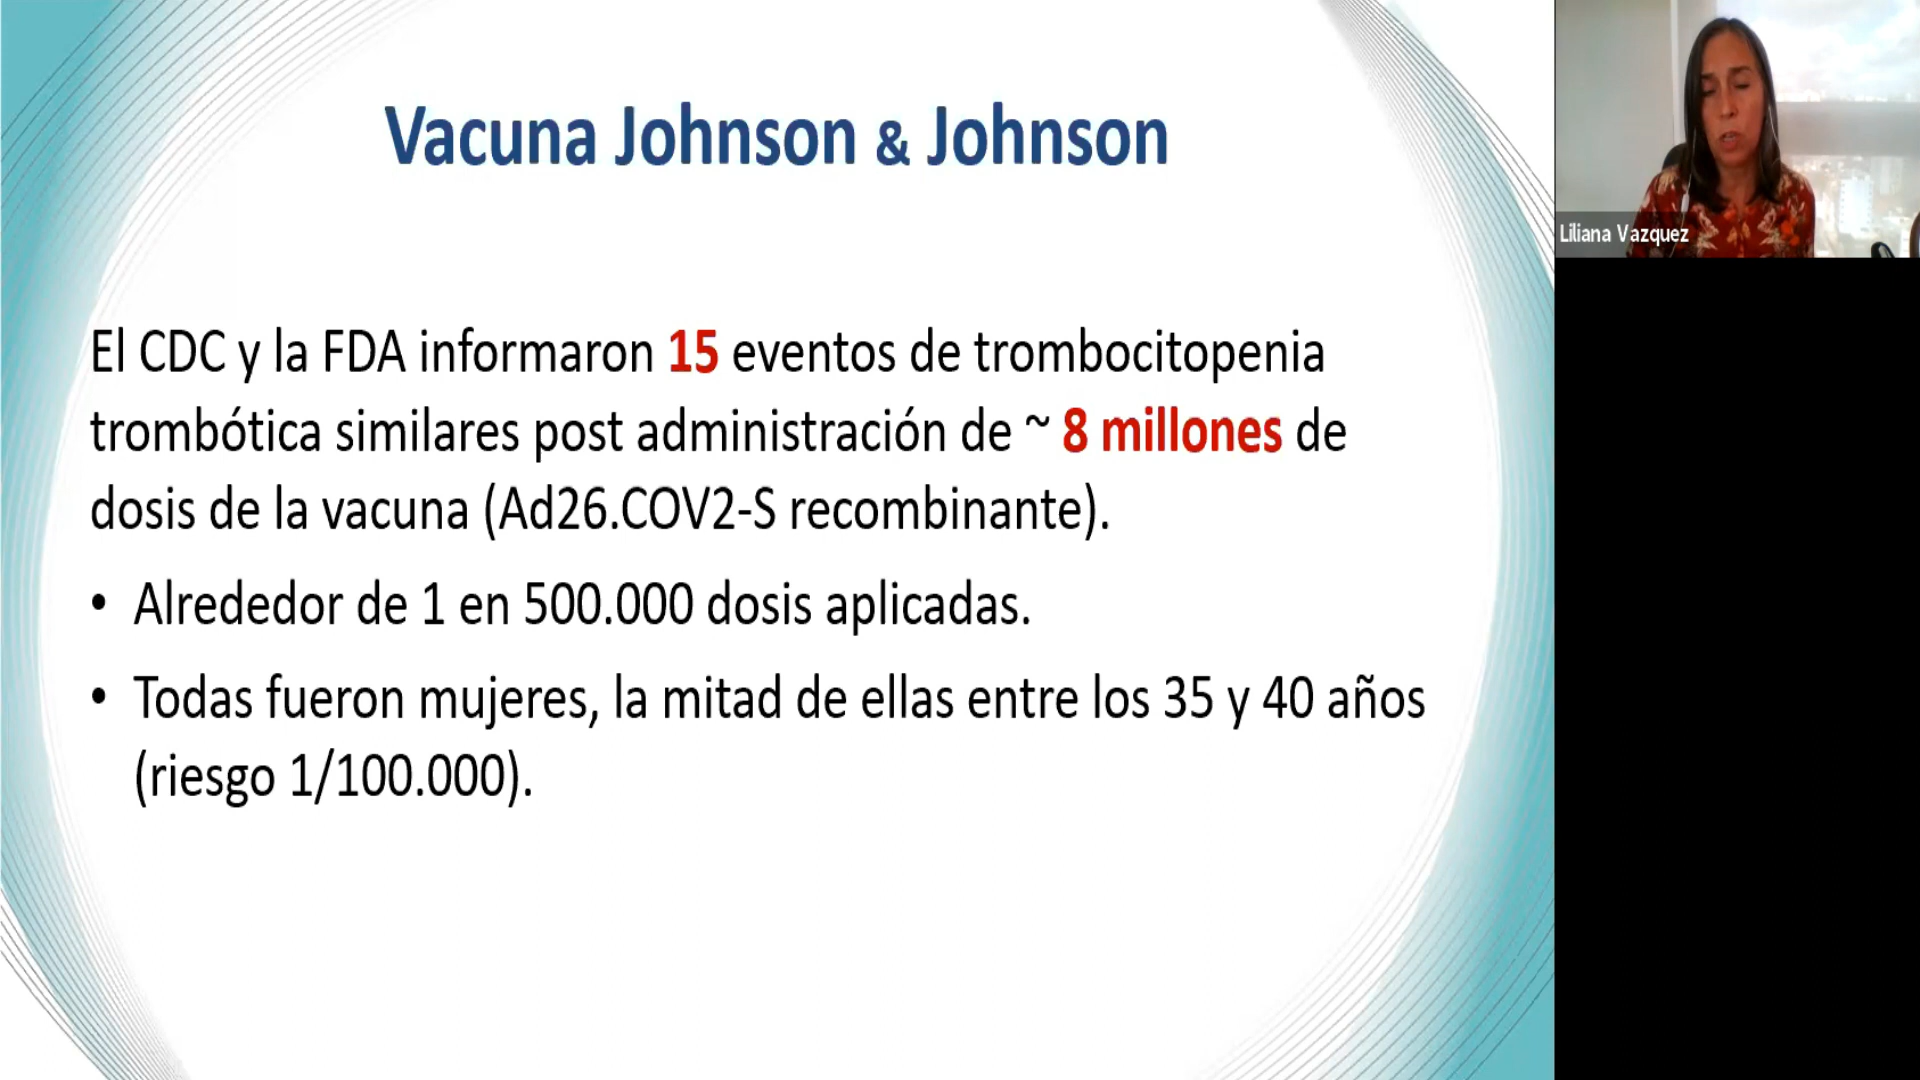 Vacuna Johnson & Johnson
El CDC y la FDA informaron 15 eventos de trombocitopenia
trombótica similares post administración de ~ 8 millones de
dosis de la vacuna (Ad26.COV2-S recombinante).
• Alrededor de 1 en 500.000 dosis aplicadas.
• Todas fueron mujeres, la mitad de ellas entre los 35 y 40 años
(riesgo 1/100.000).
Liliana Vazquez